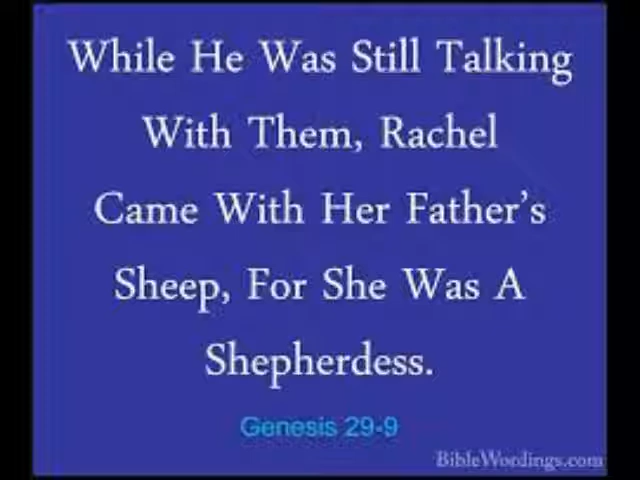 While He Was Still Talking
With Them, Rachel
Came With Her Father's
Sheep, For She Was A
Shepherdess.
Genesis 29-9
BibleWordings.com